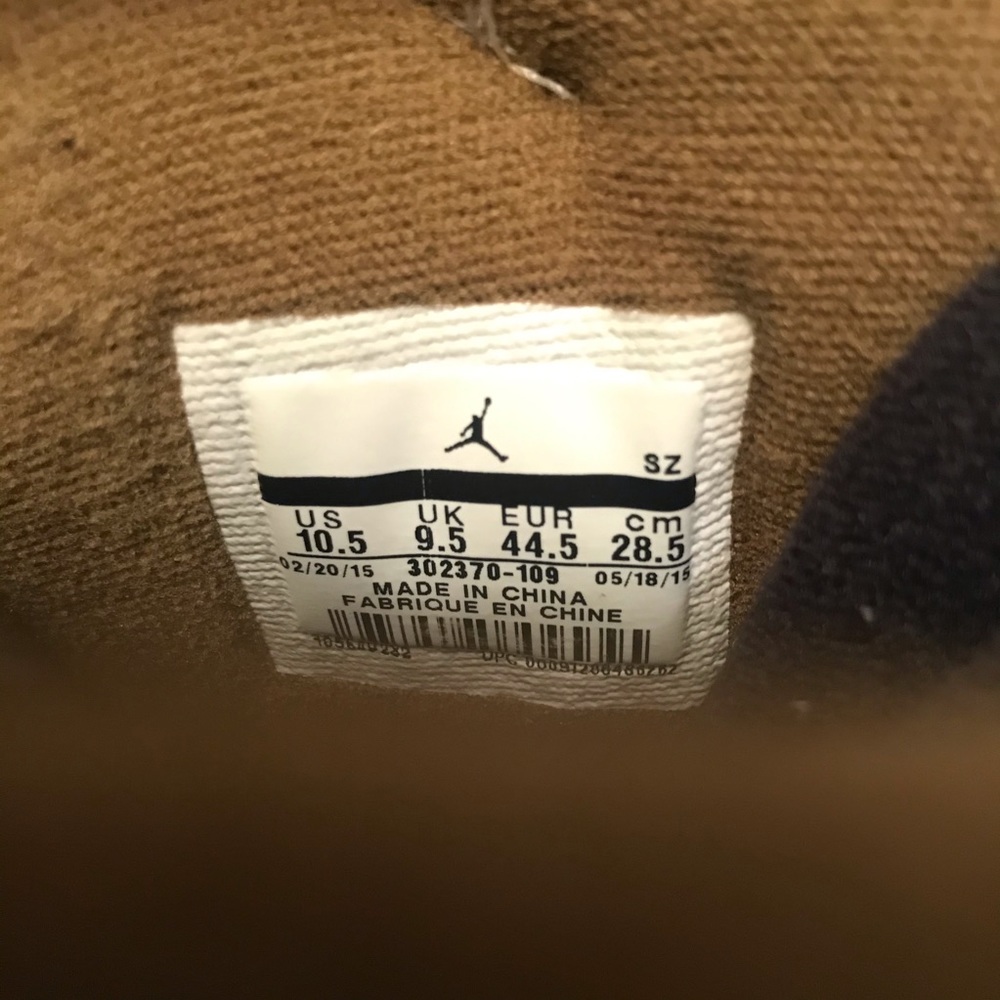 SZ
US UK EUR cm
10.5 9.5 44.5 28.5
02/20/15 302370-109 05/18/15
MADE IN CHINA
FABRIQUE EN CHINE